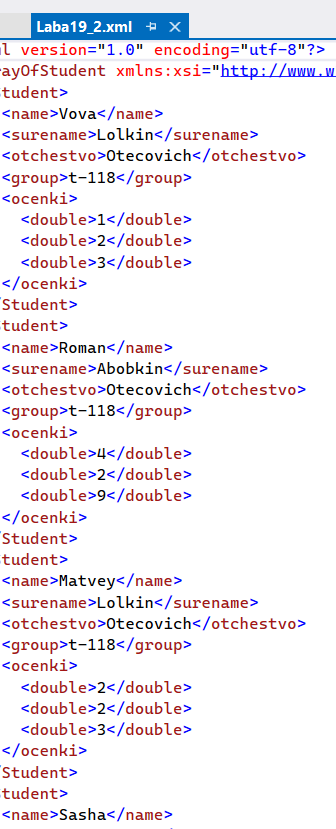 Laba19_2.xml
l version="1.0" encoding="utf-8"?>
ayOfStudent xmlns:xsi="http://www.w
Student>
<name>Vova</name>
<surename>Lolkin</surename>
<otchestvo>Otecovich</otchestvo>
<group>t-118</group>
<ocenki>
<double>1</double>
<double>2</double>
<double>3</double>
</ocenki>
/Student>
Student>
<name>Roman</name>
<surename>Abobkin</surename>
<otchestvo>Otecovich</otchestvo>
<group>t-118</group>
<ocenki>
<double>4</double>
<double>2</double>
<double>9</double>
</ocenki>
/Student>
Student>
<name>Matvey</name>
<surename>Lolkin</surename>
<otchestvo>Otecovich</otchestvo>
<group>t-118</group>
<ocenki>
<double>2</double>
<double>2</double>
<double>3</double>
</ocenki>
/Student>
Student>
<name>Sasha</name>